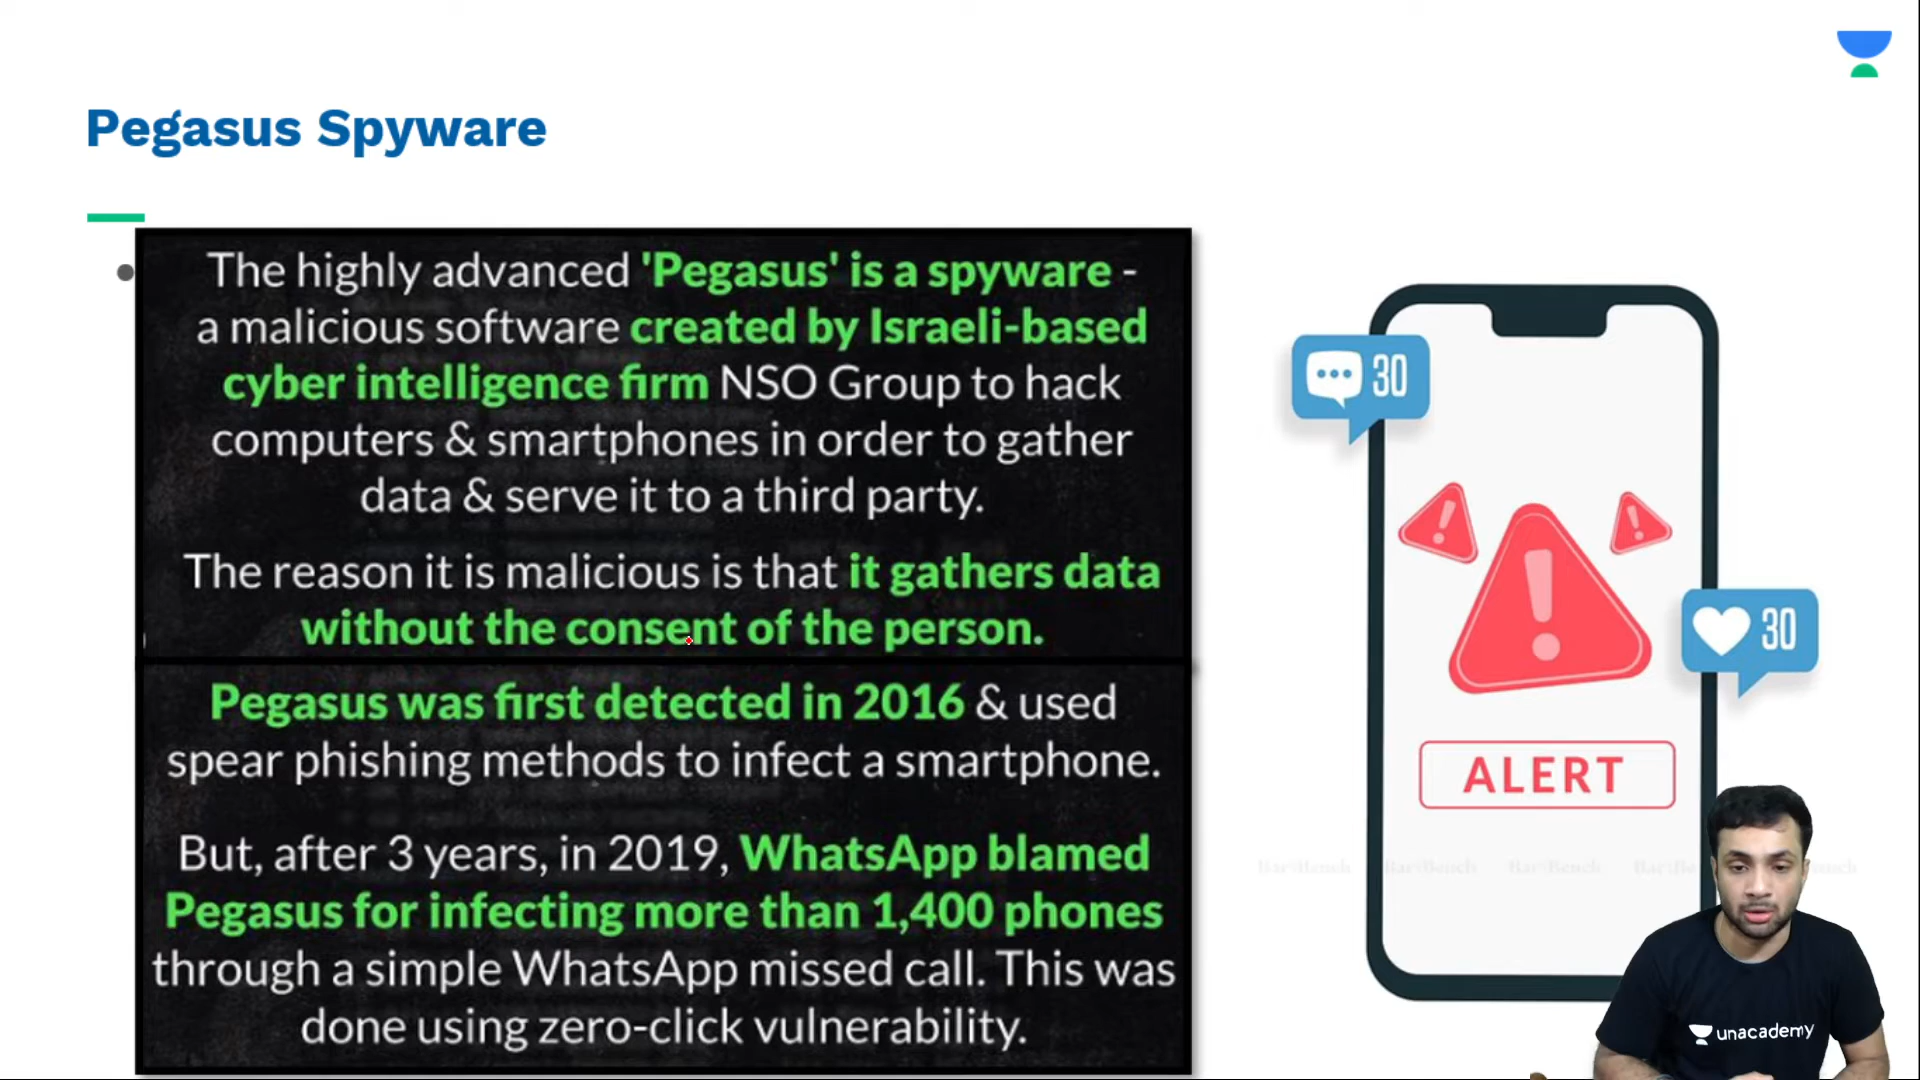 Pegasus Spyware
The highly advanced 'Pegasus' is a spyware -
a malicious software created by Israeli-based
cyber intelligence firm NSO Group to hack
computers & smartphones in order to gather
data & serve it to a third party.
The reason it is malicious is that it gathers data
without the consent of the person.
Pegasus was first detected in 2016 & used
spear phishing methods to infect a smartphone.
But, after 3 years, in 2019, WhatsApp blamed
Pegasus for infecting more than 1,400 phones
through a simple WhatsApp missed call. This was
done using zero-click vulnerability.
30
30
ALERT
unacademy